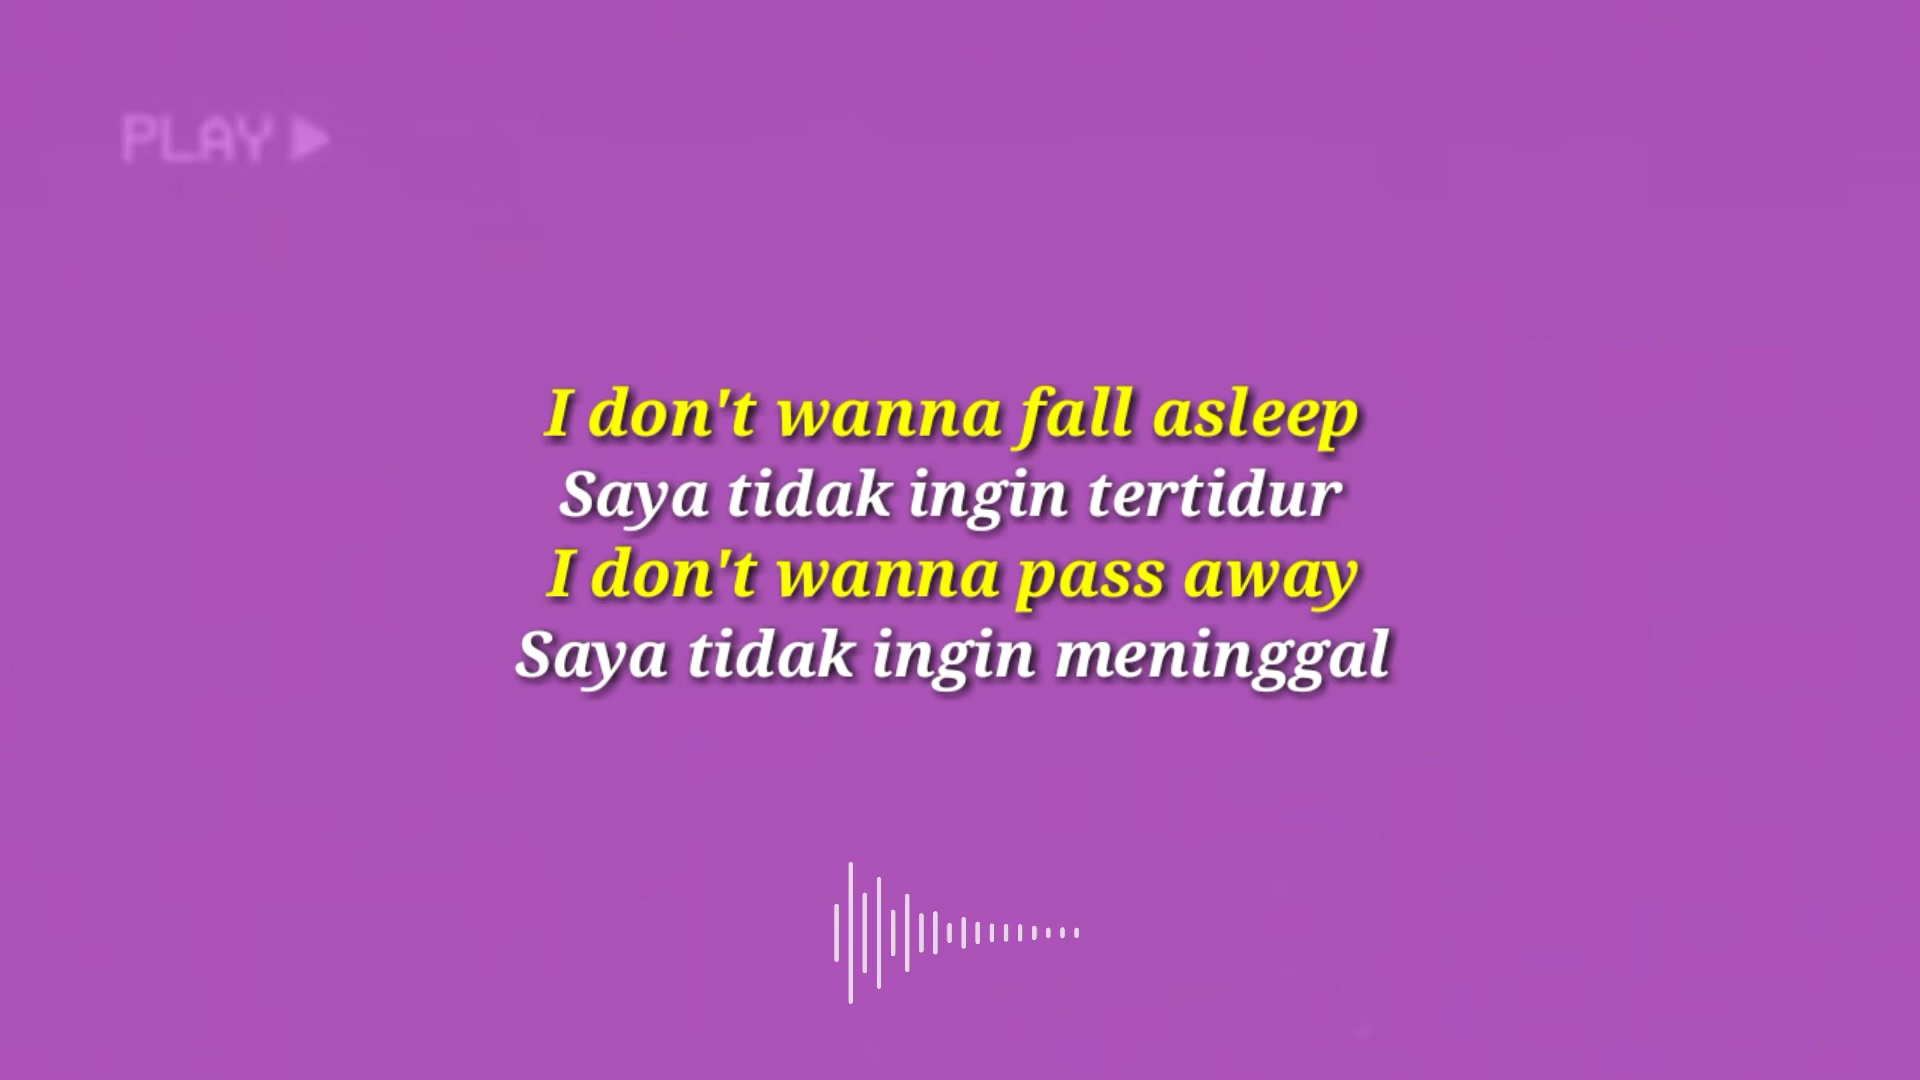 PLAY
I don't wanna fall asleep
Saya tidak ingin tertidur
I don't wanna pass away
Saya tidak ingin meninggal